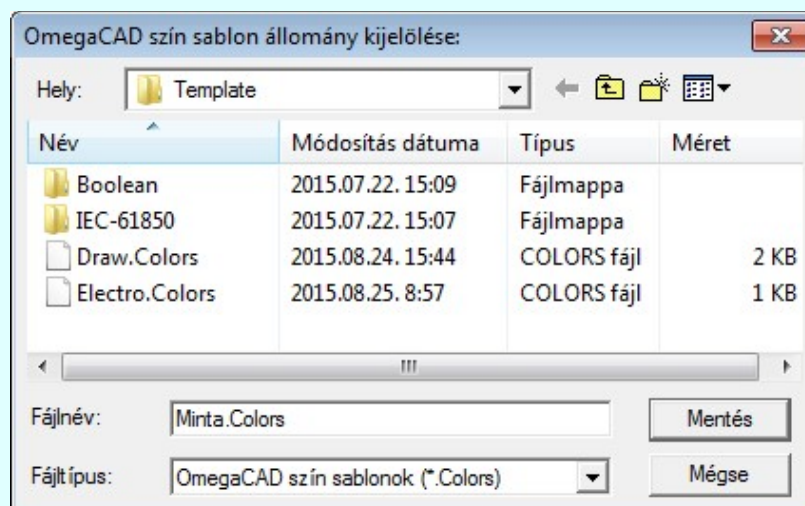 OmegaCAD szín sablon állomány kijelölése:
Hely: Template
Név Módosítás dátuma Típus Méret
Boolean 2015.07.22. 15:09 Fájlmappa
IEC-61850 2015.07.22. 15:07 Fájlmappa
Draw.Colors 2015.08.24. 15:44 COLORS fájl 2 KB
Electro.Colors 2015.08.25. 8:57 COLORS fájl 1 KB
Fájlnév: Minta.Colors Mentés
Fájltípus: OmegaCAD szín sablonok (*.Colors) Mégse